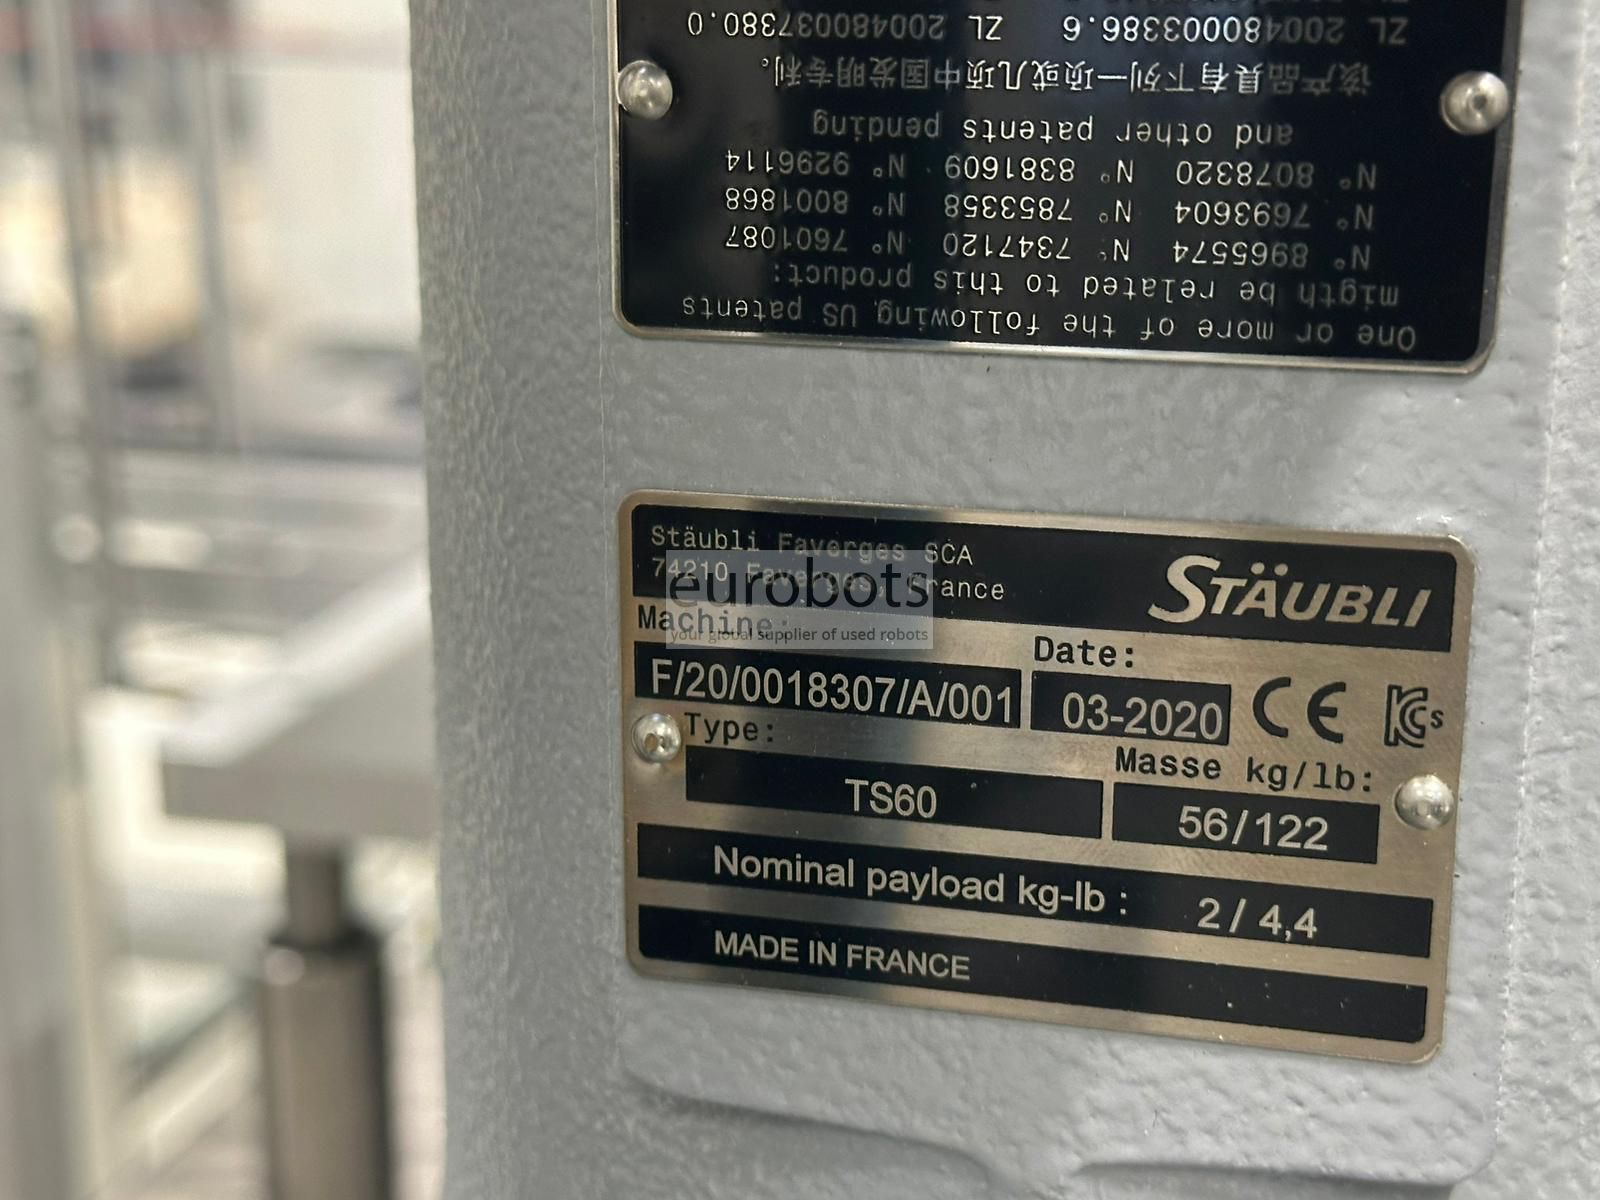 One or more of the following US patents
migth be related to this product:
N° 8965574 N° 7347120 N° 7601087
N° 7693604 N° 7853358 N° 8001868
N° 8078320 N° 8381609 N° 9296114
and other patents pending
该产品具有下列一项或几项中国发明专利。
ZL 200480003386.6 ZL 200480037380.0
Stäubli Faverges SCA
74210 Faverges, France
STÄUBLI
eurobots
your global supplier of used robots
Machine:
Date:
F/20/0018307/A/001
03-2020
CE
KCs
Type:
Masse kg/lb:
TS60
56/122
Nominal payload kg-lb : 2 / 4,4
MADE IN FRANCE